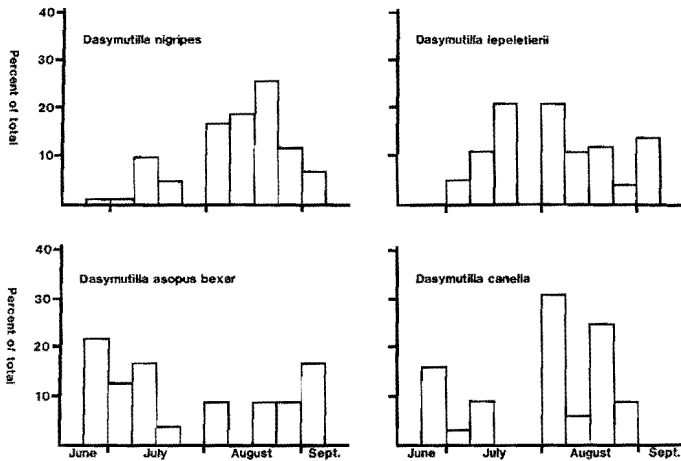 40
30
20
10
Percent of total
Dasymutilla nigripes
Dasymutilla lepeletierii
40
30
20
10
Percent of total
Dasymutilla asopus bexar
Dasymutilla canella
June July August Sept.
June July August Sept.